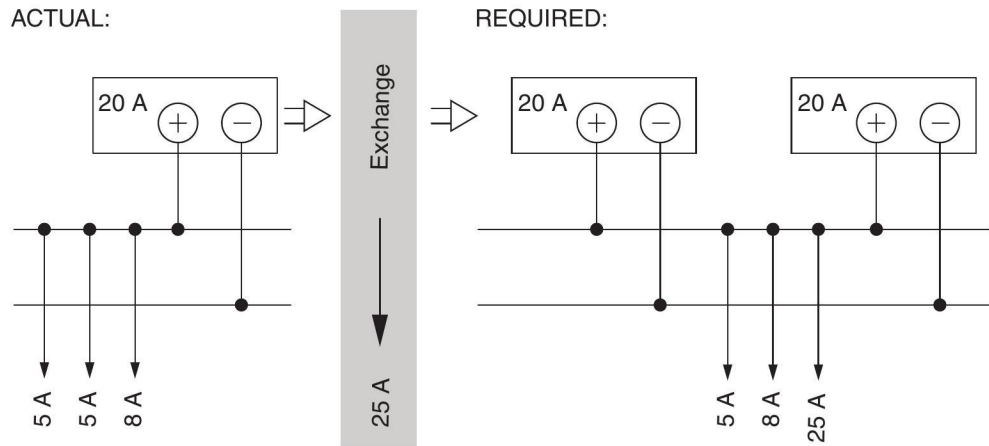 ACTUAL:
20 A
+
−
5 A
5 A
8 A
Exchange
25 A
REQUIRED:
20 A
+
−
20 A
+
−
5 A
8 A
25 A